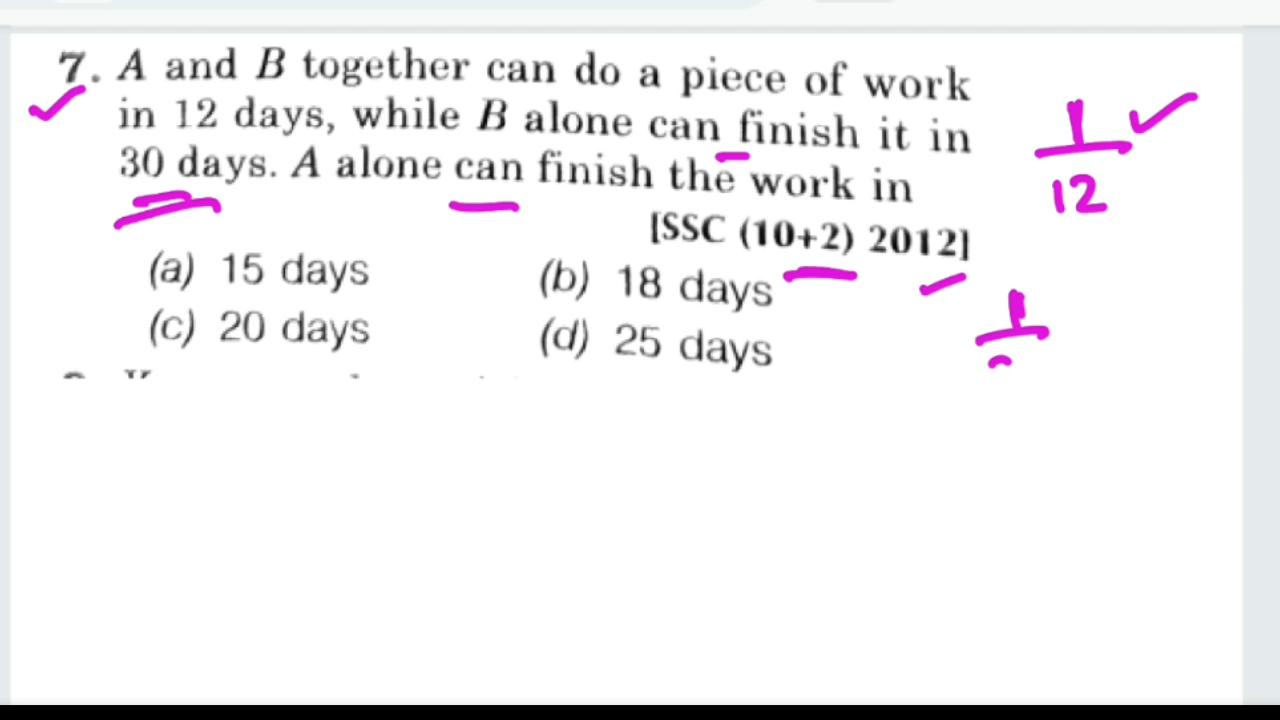 7. A and B together can do a piece of work
in 12 days, while B alone can finish it in
30 days. A alone can finish the work in
[SSC (10+2) 2012]
(a) 15 days (b) 18 days
(c) 20 days (d) 25 days
1
12
1